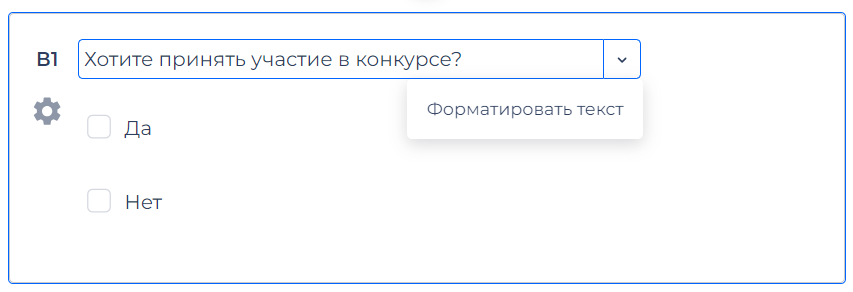 В1 Хотите принять участие в конкурсе?
Форматировать текст
Да
Нет